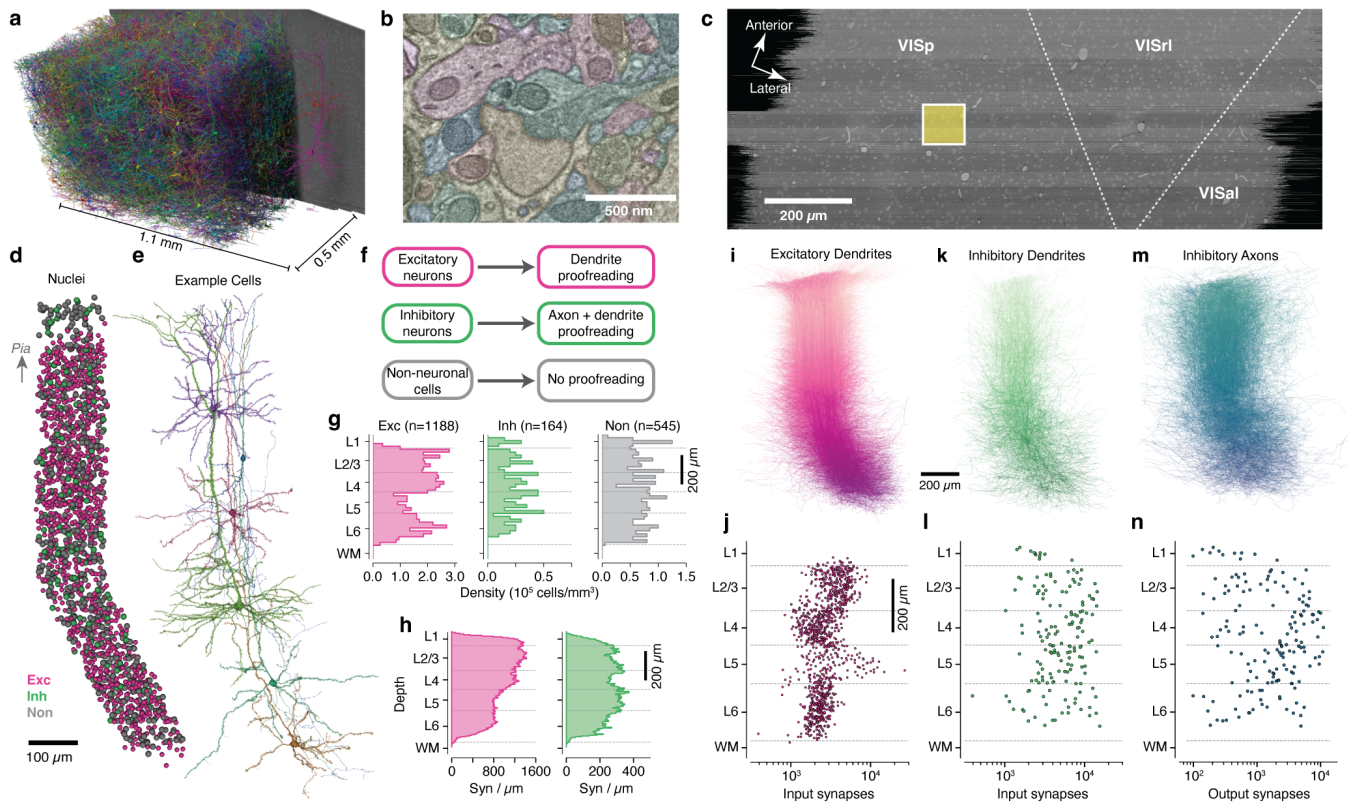 a
1.1 mm
0.5 mm
b
500 nm
c
Anterior
Lateral
VISp
VISrl
VISal
200 µm
d
Nuclei
Pia
Exc
Inh
Non
100 µm
e
Example Cells
f
Excitatory
neurons
Dendrite
proofreading
Inhibitory
neurons
Axon + dendrite
proofreading
Non-neuronal
cells
No proofreading
g
Exc (n=1188)
Inh (n=164)
Non (n=545)
L1
L2/3
L4
L5
L6
WM
200 µm
0.0 1.0 2.0 3.0
0.0 0.5
0.0 0.5 1.0 1.5
Density (10⁵ cells/mm³)
h
L1
L2/3
L4
L5
L6
WM
Depth
200 µm
0 800 1600
0 200 400
Syn / µm
Syn / µm
i
Excitatory Dendrites
k
Inhibitory Dendrites
m
Inhibitory Axons
200 µm
j
L1
L2/3
L4
L5
L6
WM
200 µm
10³ 10⁴
Input synapses
l
L1
L2/3
L4
L5
L6
WM
10³ 10⁴
Input synapses
n
L1
L2/3
L4
L5
L6
WM
10² 10³ 10⁴
Output synapses